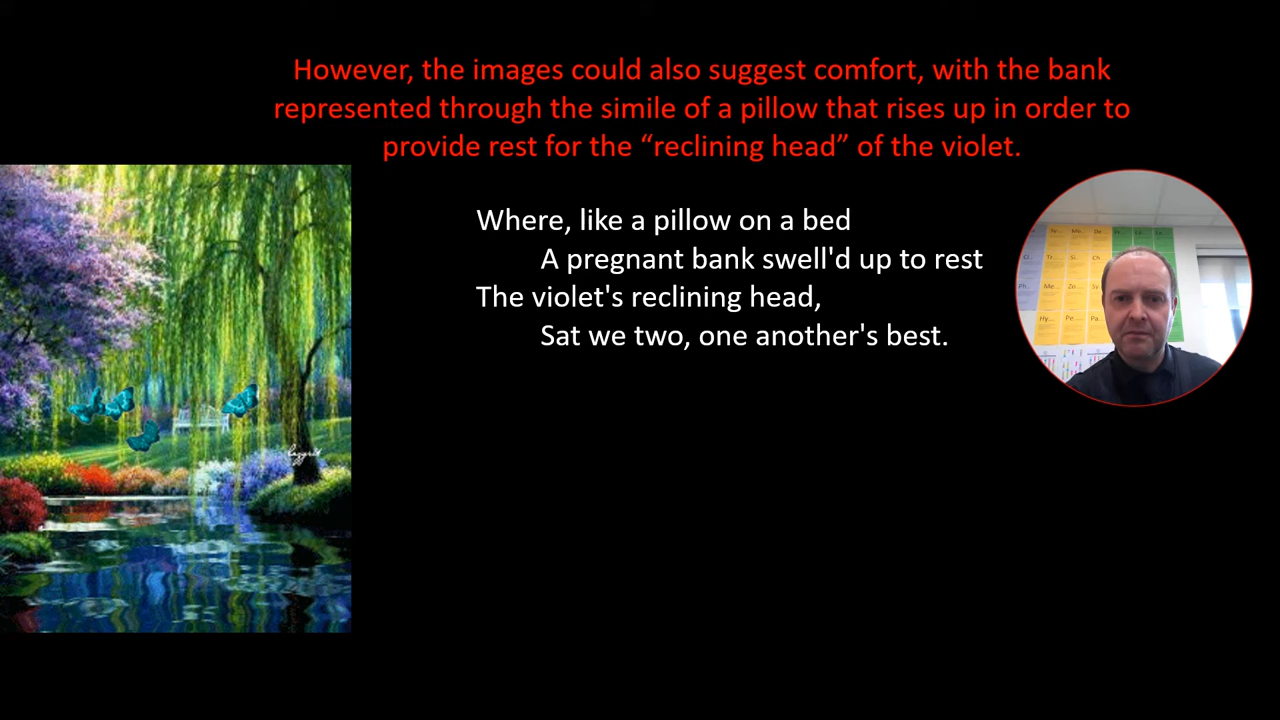 However, the images could also suggest comfort, with the bank
represented through the simile of a pillow that rises up in order to
provide rest for the “reclining head” of the violet.
Where, like a pillow on a bed
A pregnant bank swell'd up to rest
The violet's reclining head,
Sat we two, one another's best.